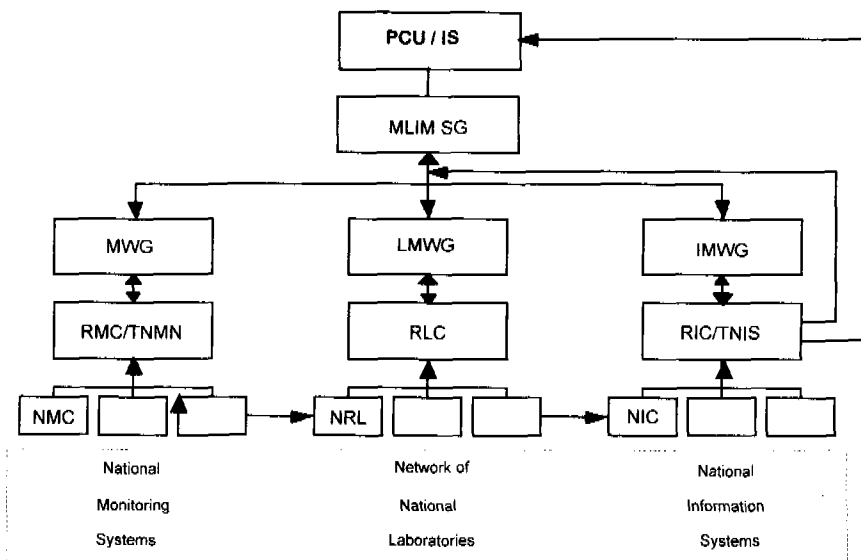 PCU / IS
MLIM SG
MWG
LMWG
IMWG
RMC/TNMN
RLC
RIC/TNIS
NMC
NRL
NIC
National
Monitoring
Systems
Network of
National
Laboratories
National
Information
Systems